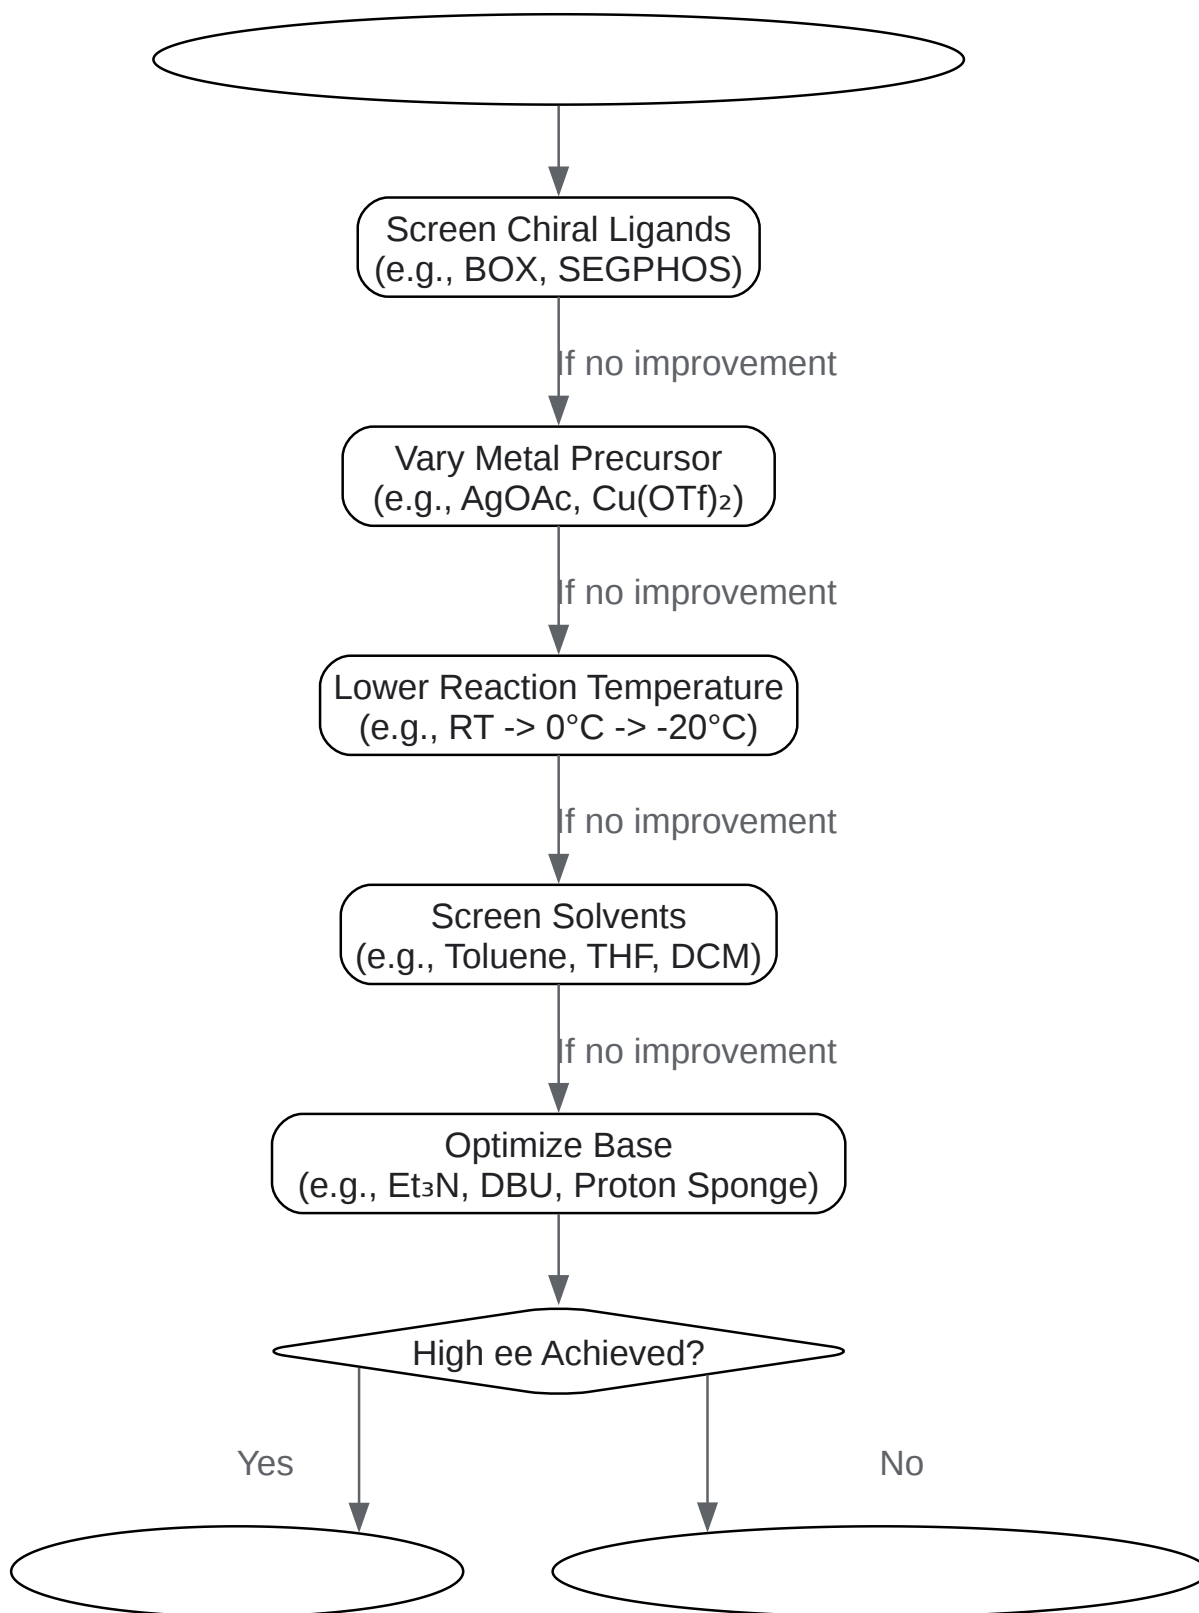 Screen Chiral Ligands
(e.g., BOX, SEGPHOS)
If no improvement
Vary Metal Precursor
(e.g., AgOAc, Cu(OTf)₂)
If no improvement
Lower Reaction Temperature
(e.g., RT -> 0°C -> -20°C)
If no improvement
Screen Solvents
(e.g., Toluene, THF, DCM)
If no improvement
Optimize Base
(e.g., Et₃N, DBU, Proton Sponge)
High ee Achieved?
Yes
No